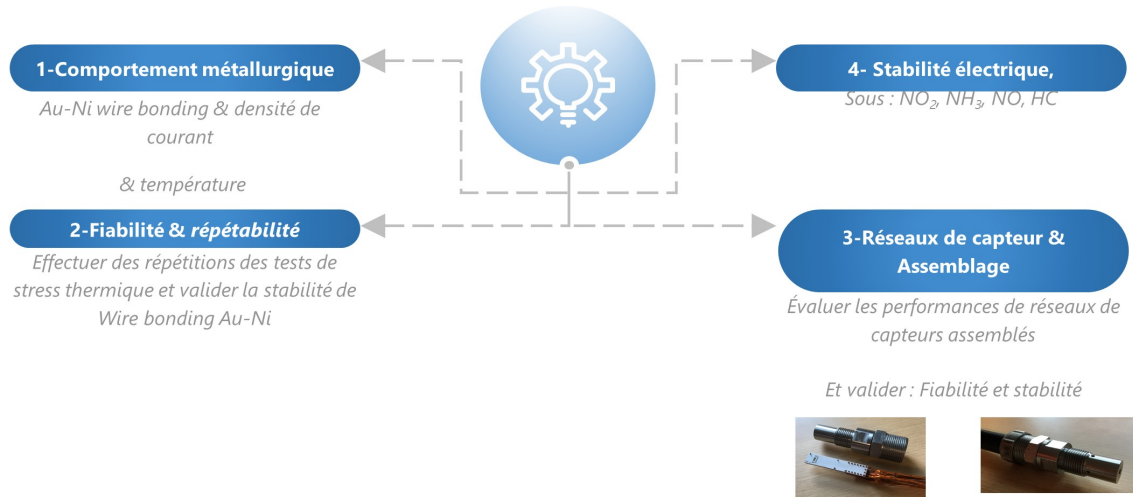 1-Comportement métallurgique
Au-Ni wire bonding & densité de
courant
& température
2-Fiabilité & répétabilité
Effectuer des répétitions des tests de
stress thermique et valider la stabilité de
Wire bonding Au-Ni
4- Stabilité électrique,
Sous : NO₂, NH₃, NO, HC
3-Réseaux de capteur &
Assemblage
Évaluer les performances de réseaux de
capteurs assemblés
Et valider : Fiabilité et stabilité